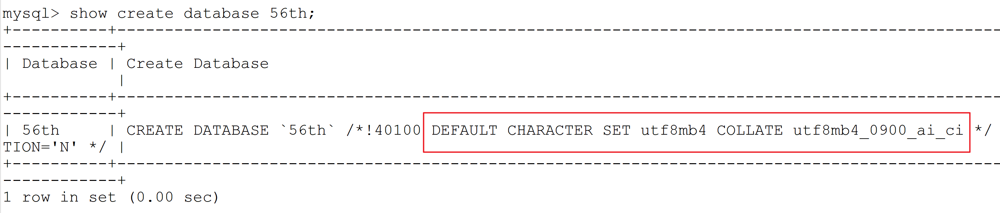 mysql> show create database 56th;
+----------+---------------------------------------------------------------------------------------------
------------+
| Database | Create Database
            |
+----------+---------------------------------------------------------------------------------------------
------------+
| 56th     | CREATE DATABASE `56th` /*!40100 DEFAULT CHARACTER SET utf8mb4 COLLATE utf8mb4_0900_ai_ci */
TION='N' */ |
+----------+---------------------------------------------------------------------------------------------
------------+
1 row in set (0.00 sec)